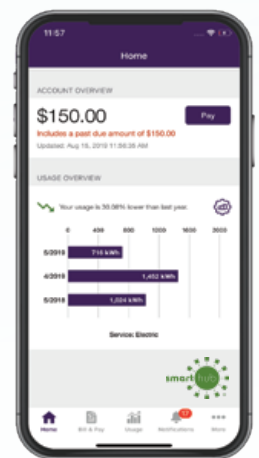 11:57
Home
ACCOUNT OVERVIEW
$150.00
Pay
Includes a past due amount of $150.00
Updated: Aug 15, 2019 11:56:35 AM
USAGE OVERVIEW
Your usage is 30.08% lower than last year.
0 400 800 1200 1600 2000
5/2019 716 kWh
4/2019 1,452 kWh
5/2018 1,024 kWh
Service: Electric
smarthub
17
Home Bill & Pay Usage Notifications More